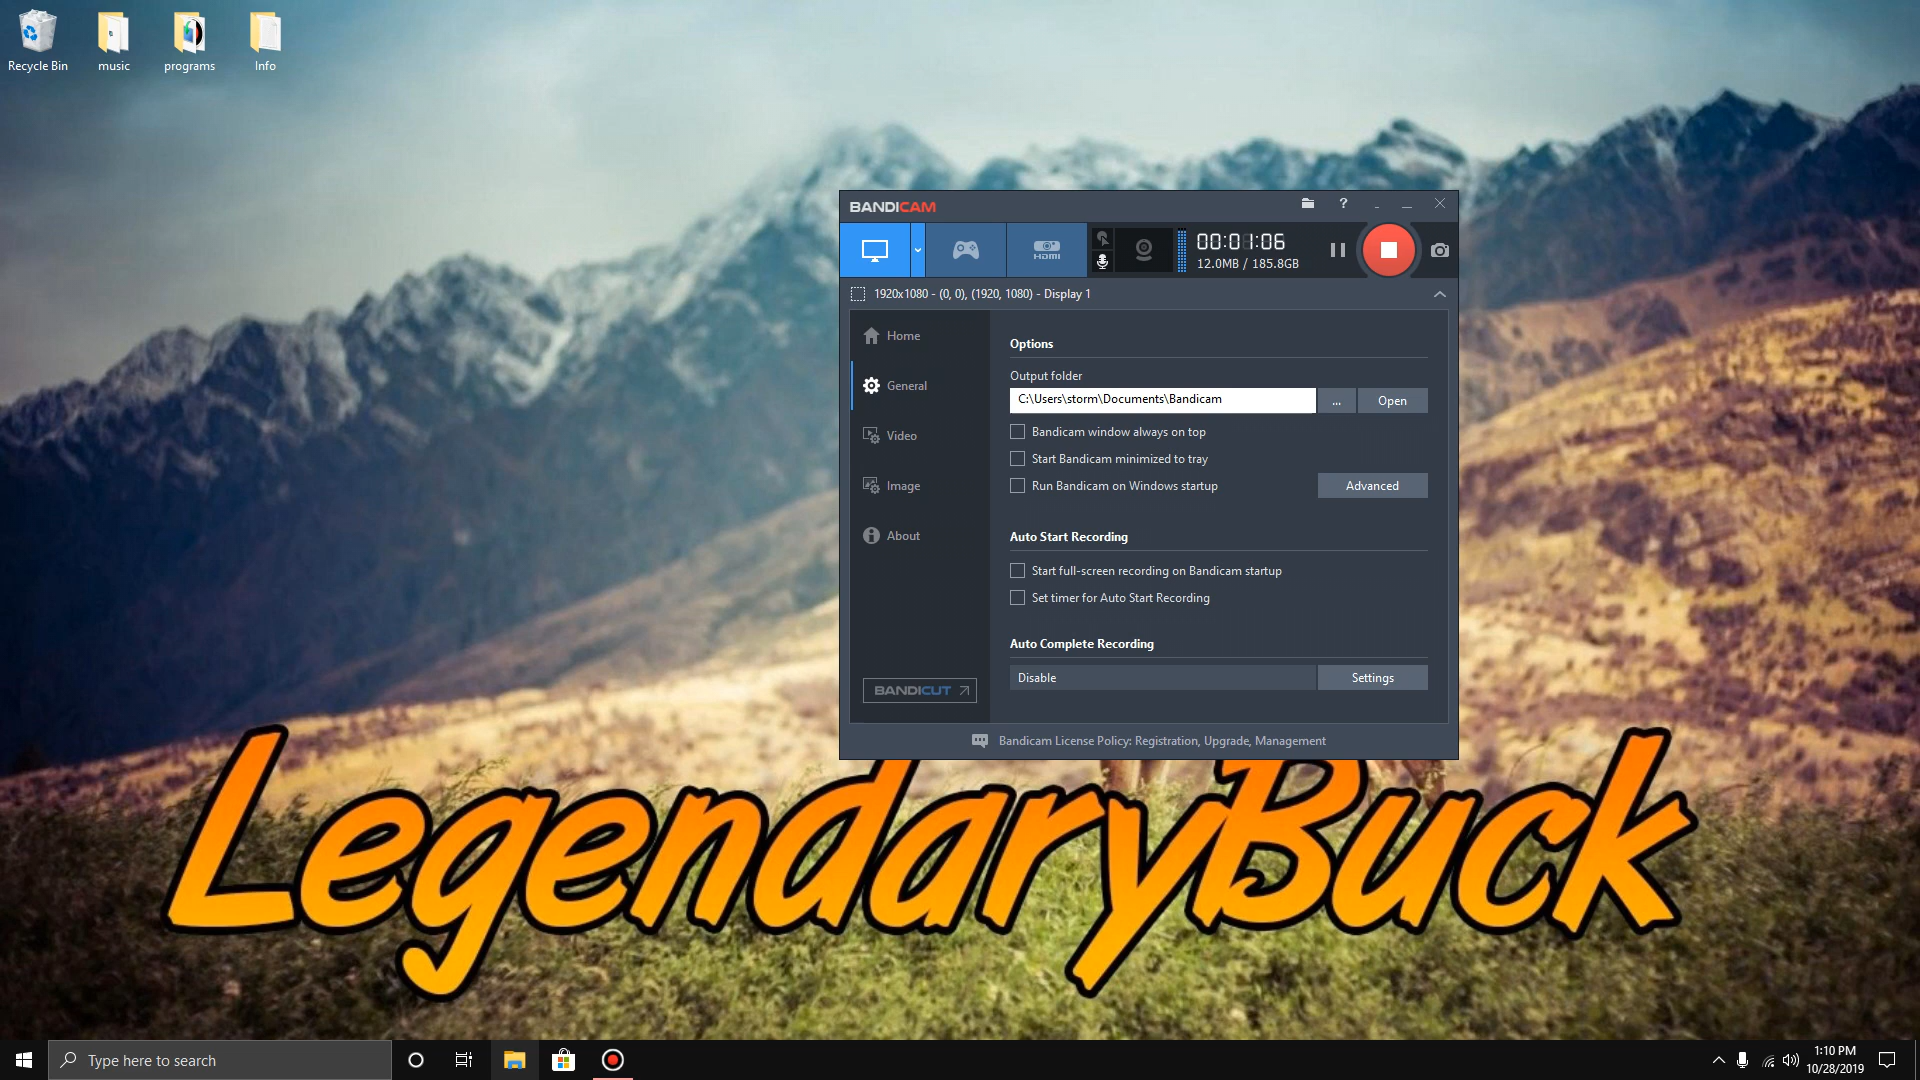 Recycle Bin
music
programs
Info
BANDICAM
?
HDMI
00:01:06
12.0MB / 185.8GB
1920x1080 - (0, 0), (1920, 1080) - Display 1
Home
General
Video
Image
About
BANDICUT
Options
Output folder
C:\Users\storm\Documents\Bandicam
...
Open
Bandicam window always on top
Start Bandicam minimized to tray
Run Bandicam on Windows startup
Advanced
Auto Start Recording
Start full-screen recording on Bandicam startup
Set timer for Auto Start Recording
Auto Complete Recording
Disable
Settings
Bandicam License Policy: Registration, Upgrade, Management
LegendaryBuck
Type here to search
1:10 PM
10/28/2019